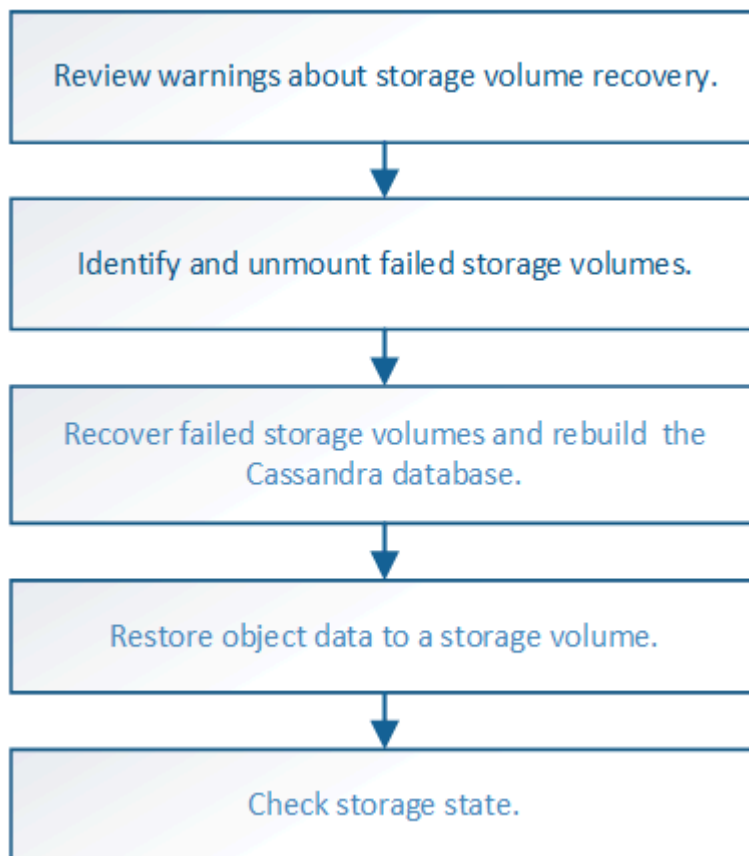 Review warnings about storage volume recovery.
Identify and unmount failed storage volumes.
Recover failed storage volumes and rebuild the
Cassandra database.
Restore object data to a storage volume.
Check storage state.